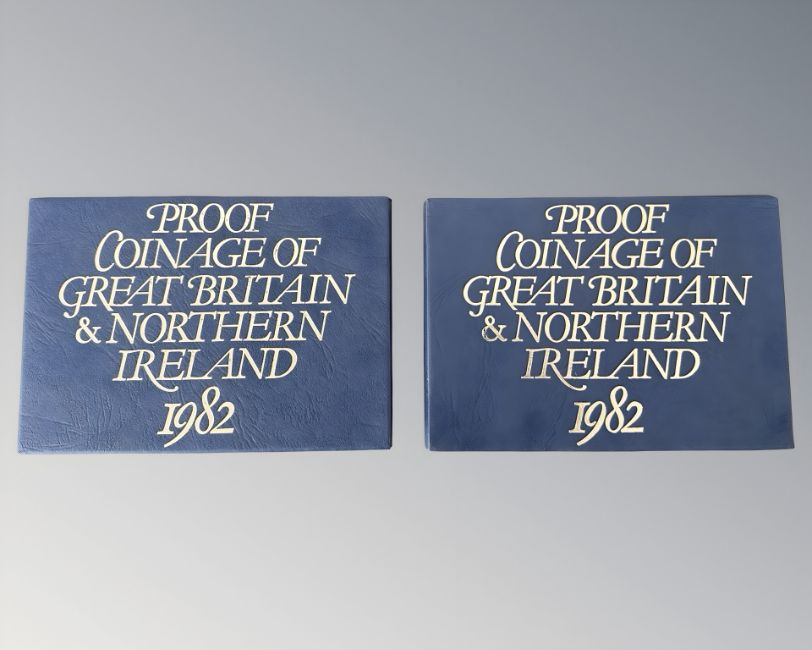 PROOF
COINAGE OF
GREAT BRITAIN
& NORTHERN
IRELAND
1982
PROOF
COINAGE OF
GREAT BRITAIN
& NORTHERN
IRELAND
1982